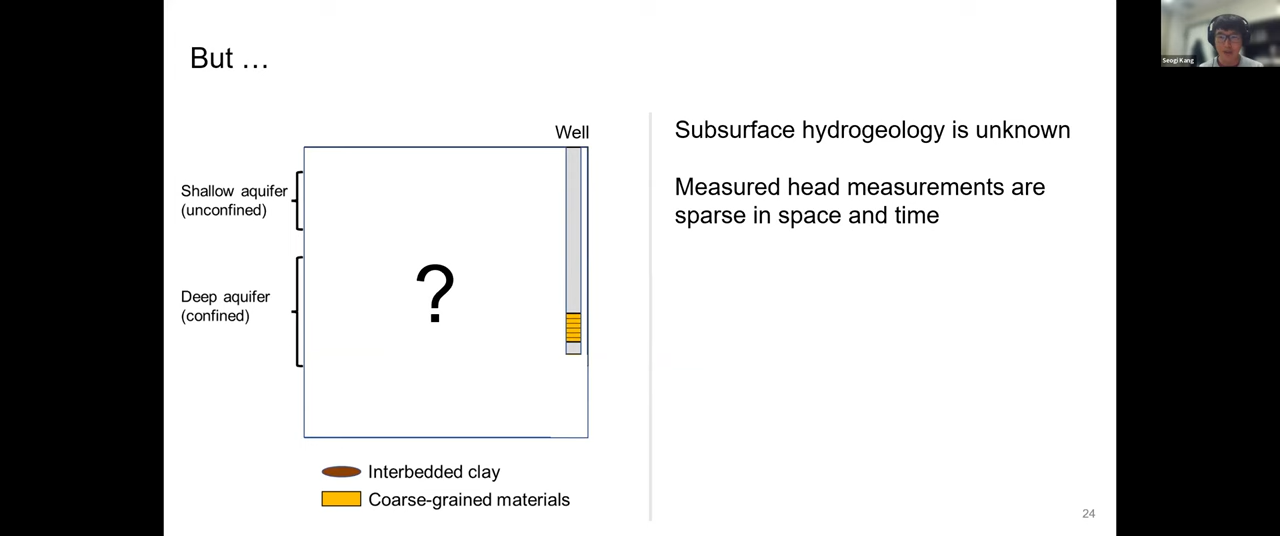 But …
Well
Shallow aquifer
(unconfined)
Deep aquifer
(confined)
?
Interbedded clay
Coarse-grained materials
Subsurface hydrogeology is unknown
Measured head measurements are
sparse in space and time
24
Seogi Kang